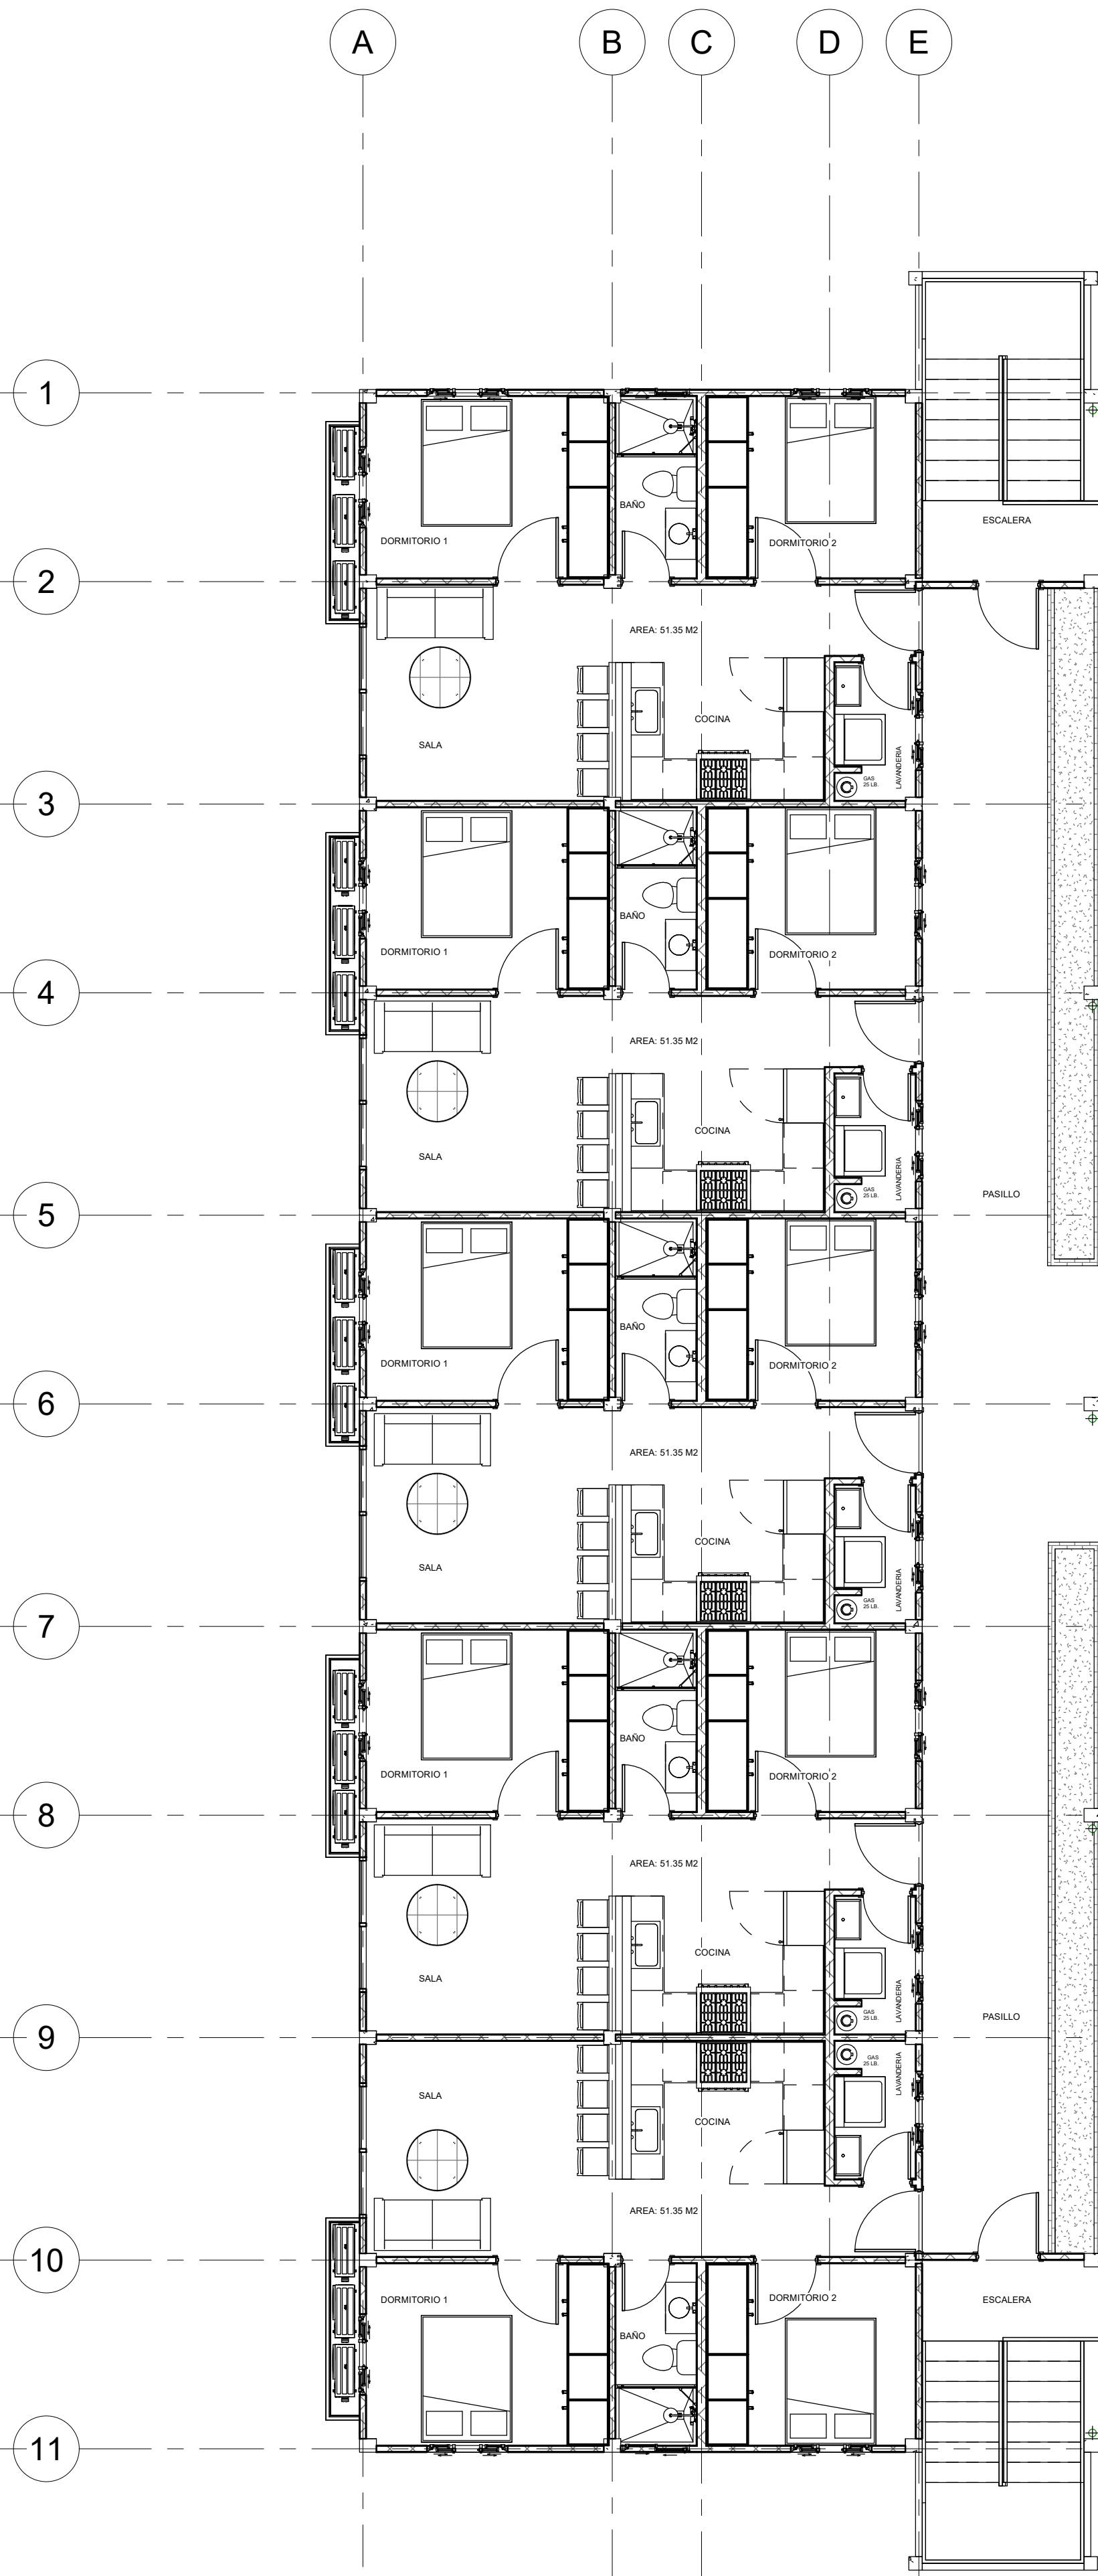 A
B
C
D
E
1
ESCALERA
BAÑO
DORMITORIO 1
DORMITORIO 2
2
AREA: 51.35 M2
COCINA
SALA
LAVANDERIA
GAS
25 LB.
3
BAÑO
DORMITORIO 1
DORMITORIO 2
4
AREA: 51.35 M2
COCINA
SALA
LAVANDERIA
GAS
25 LB.
PASILLO
5
BAÑO
DORMITORIO 1
DORMITORIO 2
6
AREA: 51.35 M2
COCINA
SALA
LAVANDERIA
GAS
25 LB.
7
BAÑO
DORMITORIO 1
DORMITORIO 2
8
AREA: 51.35 M2
COCINA
SALA
LAVANDERIA
GAS
25 LB.
PASILLO
9
GAS
25 LB.
LAVANDERIA
SALA
COCINA
AREA: 51.35 M2
10
DORMITORIO 1
DORMITORIO 2
ESCALERA
BAÑO
11